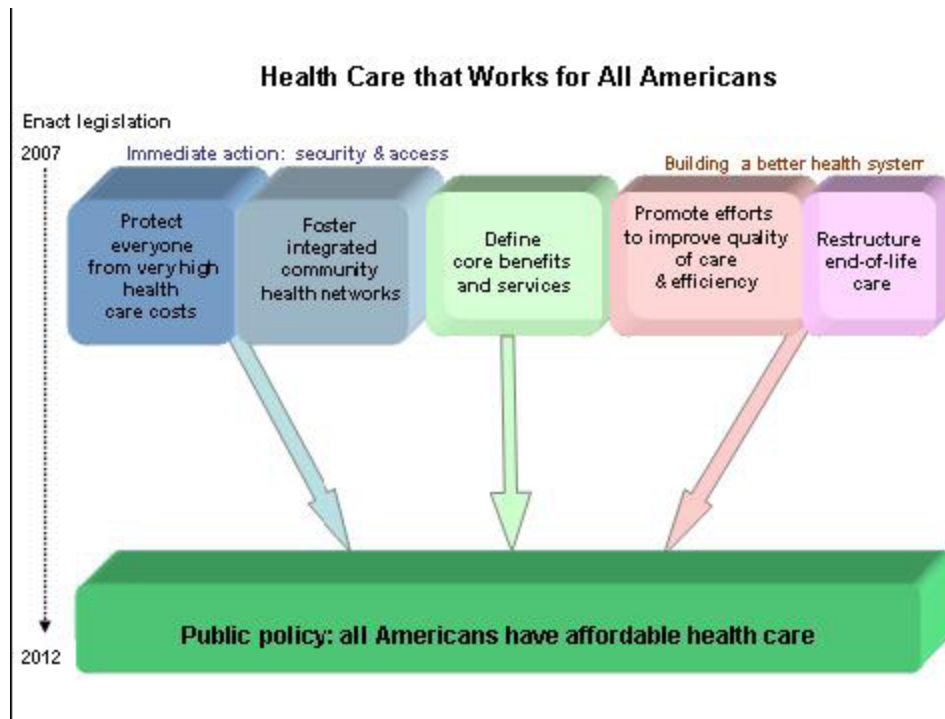 Health Care that Works for All Americans
Enact legislation
2007
Immediate action: security & access
Building a better health system
Protect
everyone
from very high
health
care costs
Foster
integrated
community
health networks
Define
core benefits
and services
Promote efforts
to improve quality
of care
& efficiency
Restructure
end-of-life
care
Public policy: all Americans have affordable health care
2012